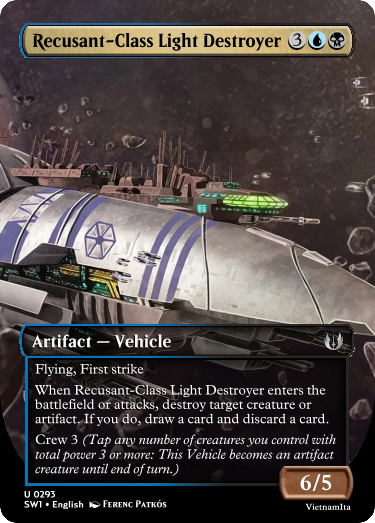 Recusant-Class Light Destroyer 3
Artifact — Vehicle
Flying, First strike
When Recusant-Class Light Destroyer enters the
battlefield or attacks, destroy target creature or
artifact. If you do, draw a card and discard a card.
Crew 3 (Tap any number of creatures you control with
total power 3 or more: This Vehicle becomes an artifact
creature until end of turn.)
6/5
U 0293
SW1 • English Ferenc Patkós
VietnamIta